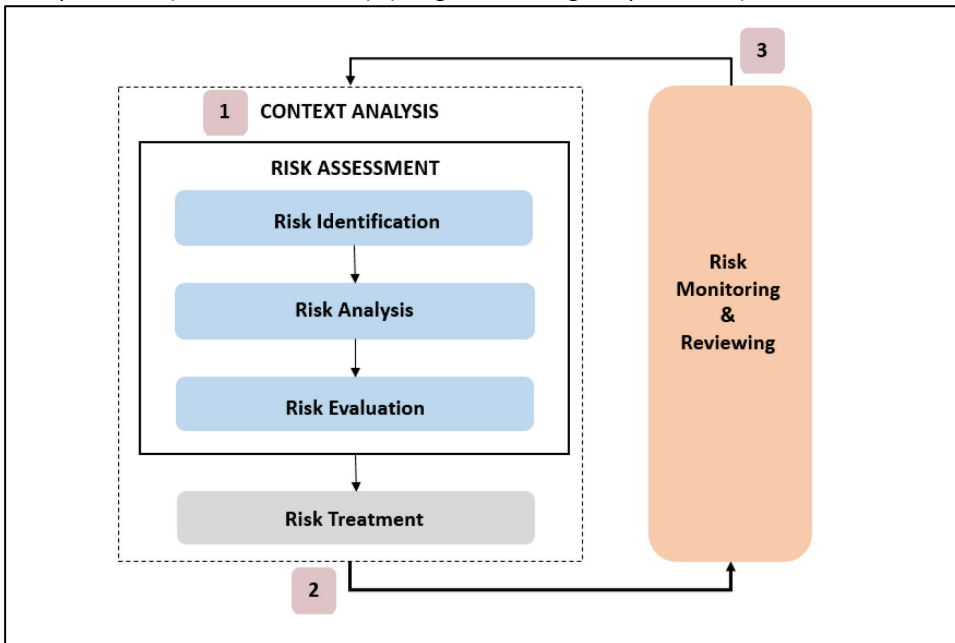 3
1
CONTEXT ANALYSIS
RISK ASSESSMENT
Risk Identification
Risk Analysis
Risk Evaluation
Risk Treatment
2
Risk
Monitoring
&
Reviewing